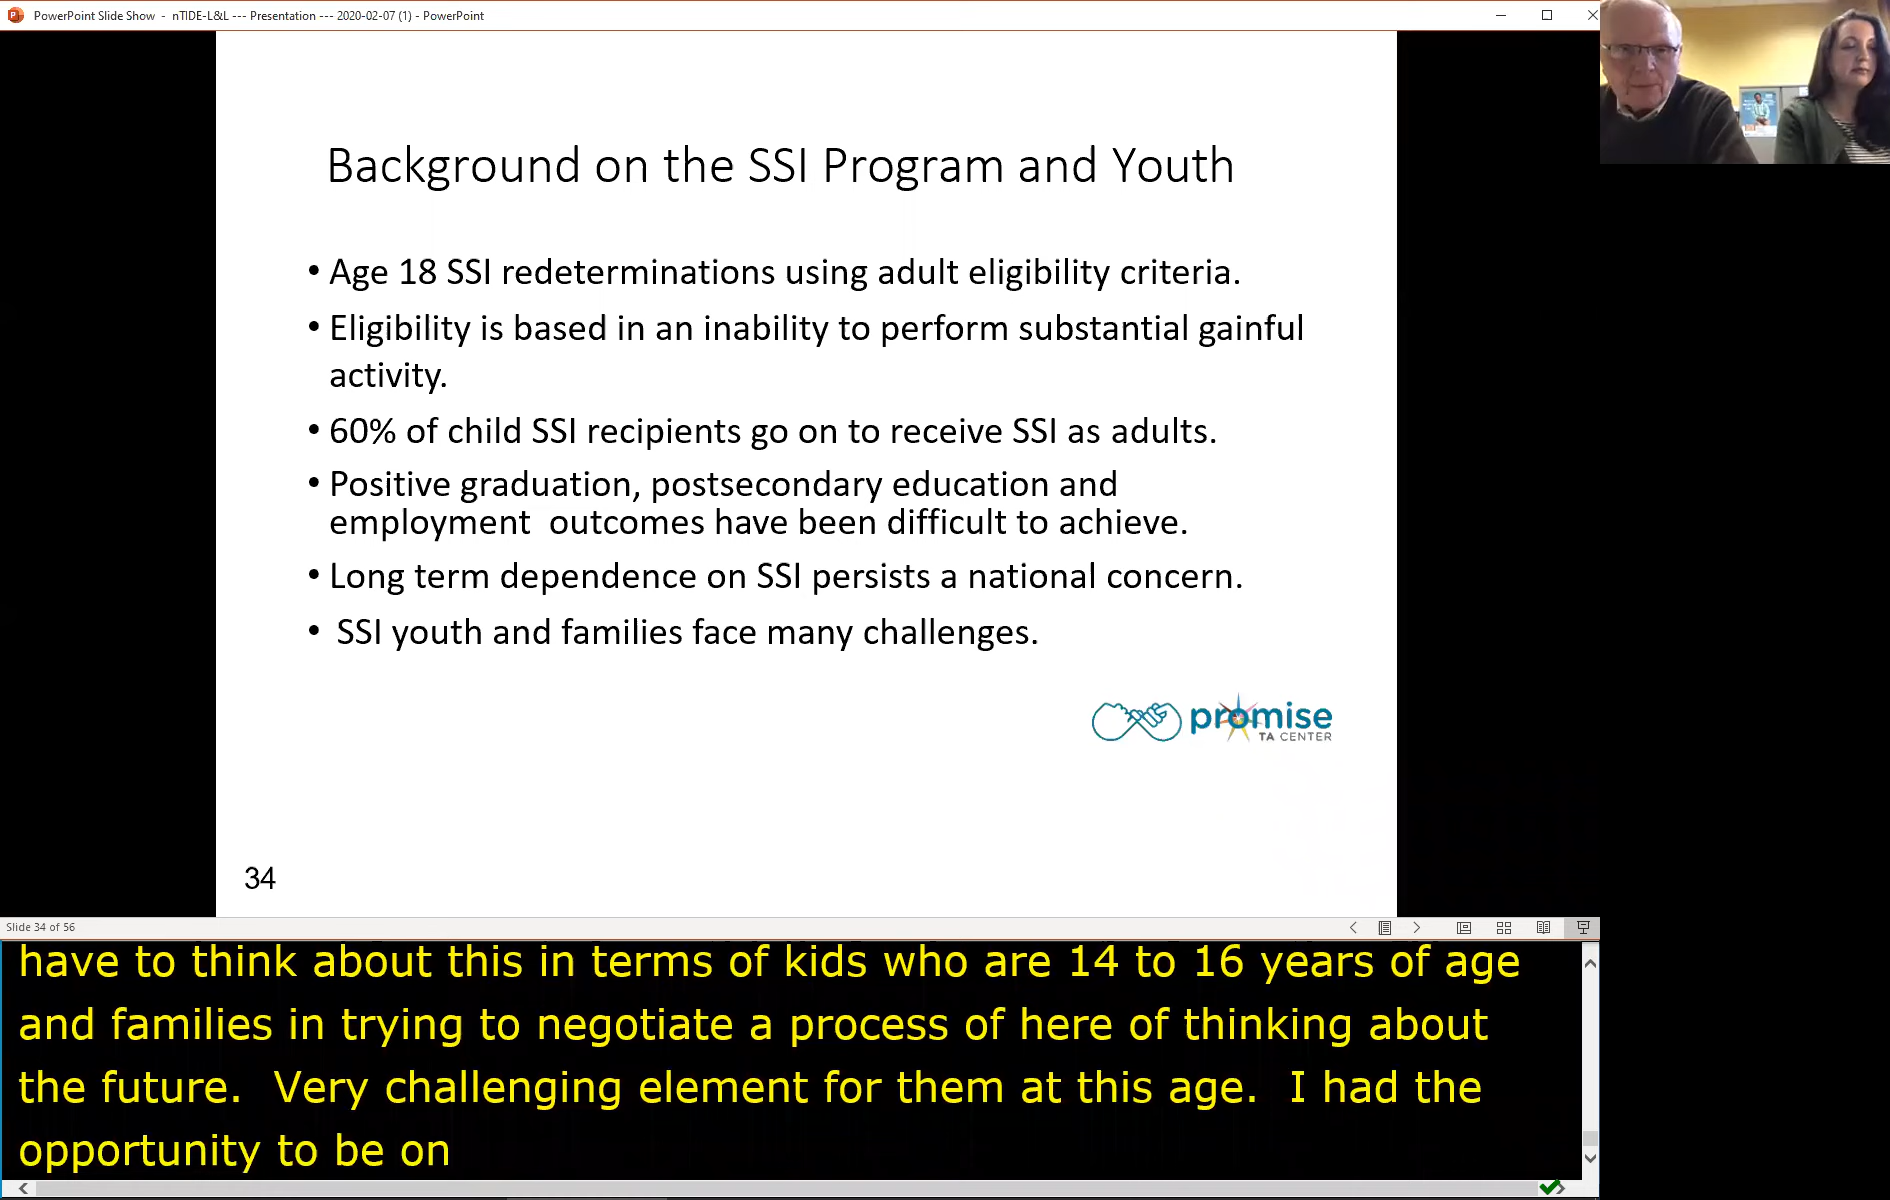 PowerPoint Slide Show - nTIDE-L&L --- Presentation --- 2020-02-07 (1) - PowerPoint
Background on the SSI Program and Youth
• Age 18 SSI redeterminations using adult eligibility criteria.
• Eligibility is based in an inability to perform substantial gainful
activity.
• 60% of child SSI recipients go on to receive SSI as adults.
• Positive graduation, postsecondary education and
employment  outcomes have been difficult to achieve.
• Long term dependence on SSI persists a national concern.
• SSI youth and families face many challenges.
promise
TA CENTER
34
Slide 34 of 56
have to think about this in terms of kids who are 14 to 16 years of age
and families in trying to negotiate a process of here of thinking about
the future.  Very challenging element for them at this age.  I had the
opportunity to be on